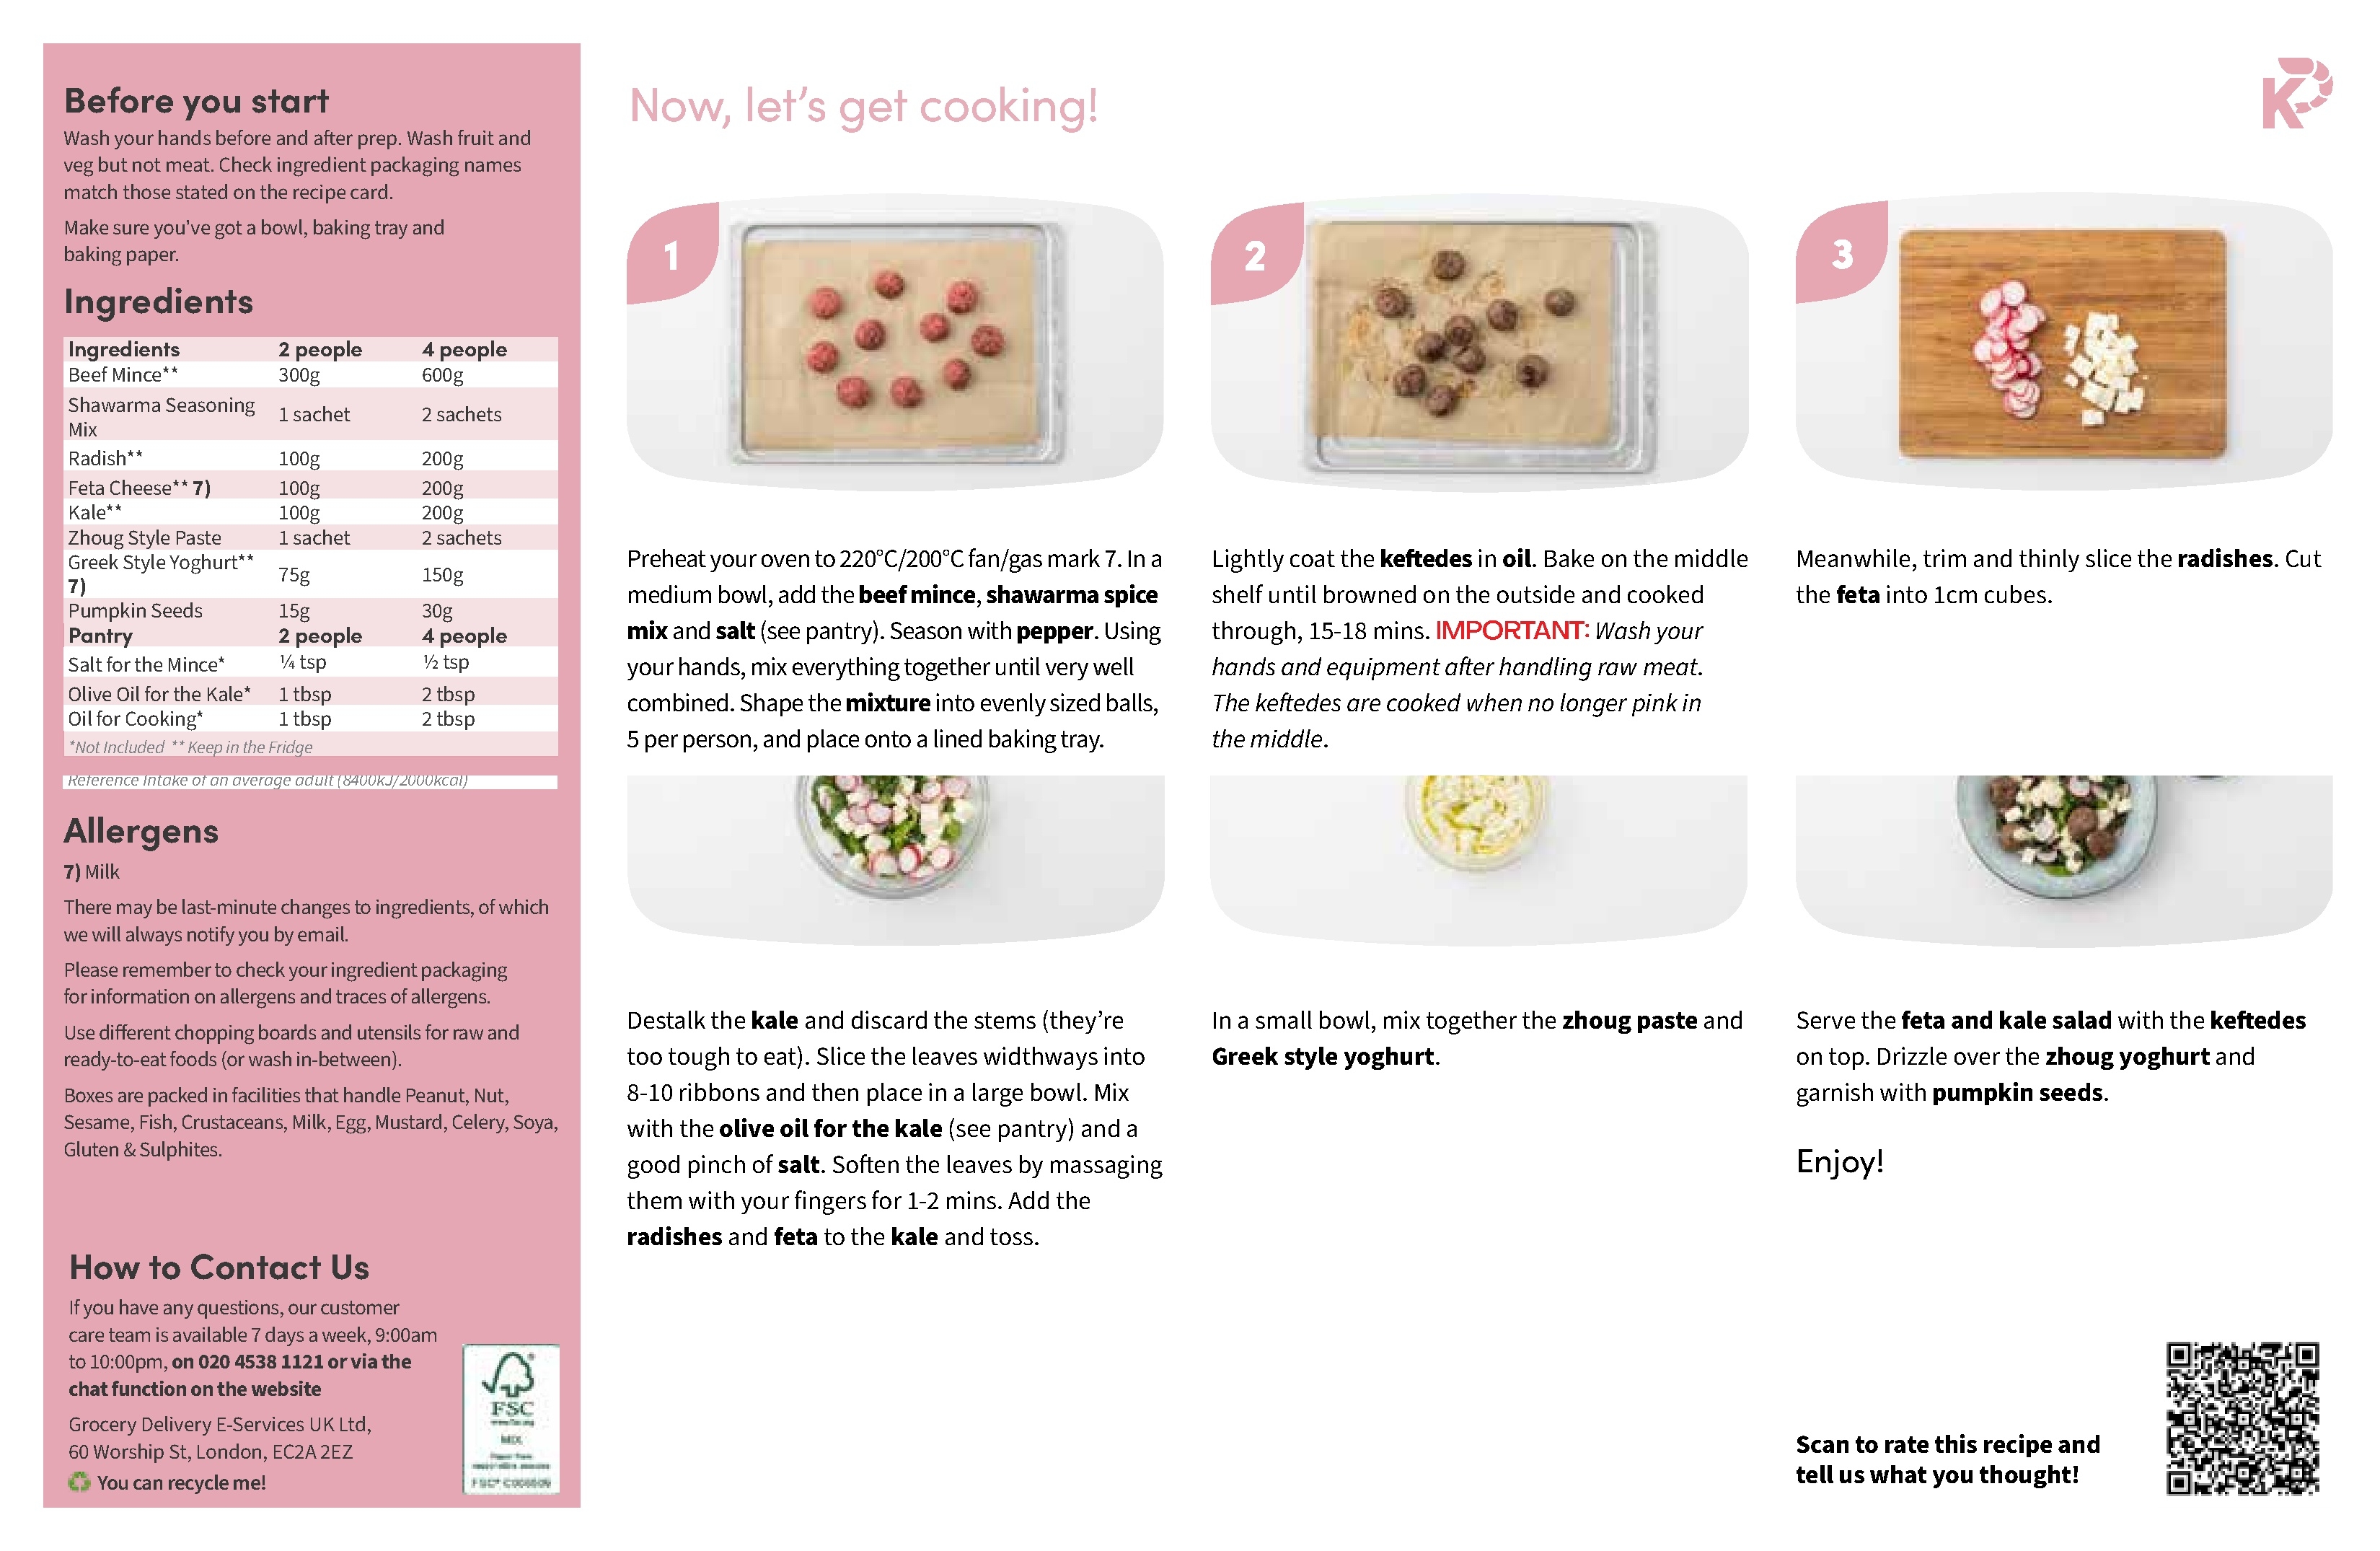 Before you start
Wash your hands before and after prep. Wash fruit and
veg but not meat. Check ingredient packaging names
match those stated on the recipe card.
Make sure you've got a bowl, baking tray and
baking paper.
Ingredients
Ingredients 2 people 4 people
Beef Mince** 300g 600g
Shawarma Seasoning
Mix 1 sachet 2 sachets
Radish** 100g 200g
Feta Cheese** 7) 100g 200g
Kale** 100g 200g
Zhoug Style Paste 1 sachet 2 sachets
Greek Style Yoghurt**
7) 75g 150g
Pumpkin Seeds 15g 30g
Pantry 2 people 4 people
Salt for the Mince* ¼ tsp ½ tsp
Olive Oil for the Kale* 1 tbsp 2 tbsp
Oil for Cooking* 1 tbsp 2 tbsp
*Not Included ** Keep in the Fridge
Reference Intake of an average adult (8400kJ/2000kcal)
Allergens
7) Milk
There may be last-minute changes to ingredients, of which
we will always notify you by email.
Please remember to check your ingredient packaging
for information on allergens and traces of allergens.
Use different chopping boards and utensils for raw and
ready-to-eat foods (or wash in-between).
Boxes are packed in facilities that handle Peanut, Nut,
Sesame, Fish, Crustaceans, Milk, Egg, Mustard, Celery, Soya,
Gluten & Sulphites.
How to Contact Us
If you have any questions, our customer
care team is available 7 days a week, 9:00am
to 10:00pm, on 020 4538 1121 or via the
chat function on the website
Grocery Delivery E-Services UK Ltd,
60 Worship St, London, EC2A 2EZ
You can recycle me!
FSC
MIX
Now, let's get cooking!
K
1
Preheat your oven to 220°C/200°C fan/gas mark 7. In a
medium bowl, add the beef mince, shawarma spice
mix and salt (see pantry). Season with pepper. Using
your hands, mix everything together until very well
combined. Shape the mixture into evenly sized balls,
5 per person, and place onto a lined baking tray.
2
Lightly coat the keftedes in oil. Bake on the middle
shelf until browned on the outside and cooked
through, 15-18 mins. IMPORTANT: Wash your
hands and equipment after handling raw meat.
The keftedes are cooked when no longer pink in
the middle.
3
Meanwhile, trim and thinly slice the radishes. Cut
the feta into 1cm cubes.
Destalk the kale and discard the stems (they're
too tough to eat). Slice the leaves widthways into
8-10 ribbons and then place in a large bowl. Mix
with the olive oil for the kale (see pantry) and a
good pinch of salt. Soften the leaves by massaging
them with your fingers for 1-2 mins. Add the
radishes and feta to the kale and toss.
In a small bowl, mix together the zhoug paste and
Greek style yoghurt.
Serve the feta and kale salad with the keftedes
on top. Drizzle over the zhoug yoghurt and
garnish with pumpkin seeds.
Enjoy!
Scan to rate this recipe and
tell us what you thought!